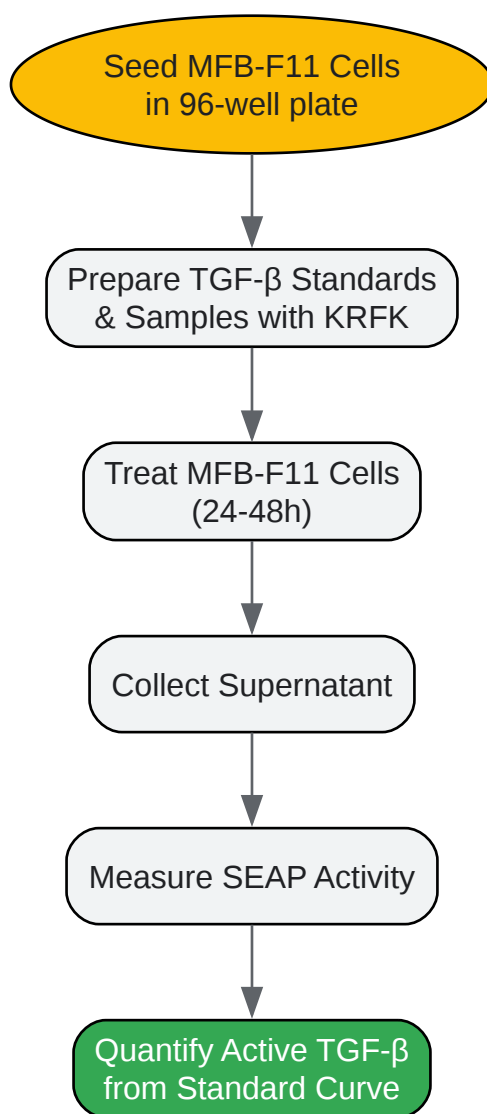 Seed MFB-F11 Cells
in 96-well plate
Prepare TGF-β Standards
& Samples with KRFK
Treat MFB-F11 Cells
(24-48h)
Collect Supernatant
Measure SEAP Activity
Quantify Active TGF-β
from Standard Curve